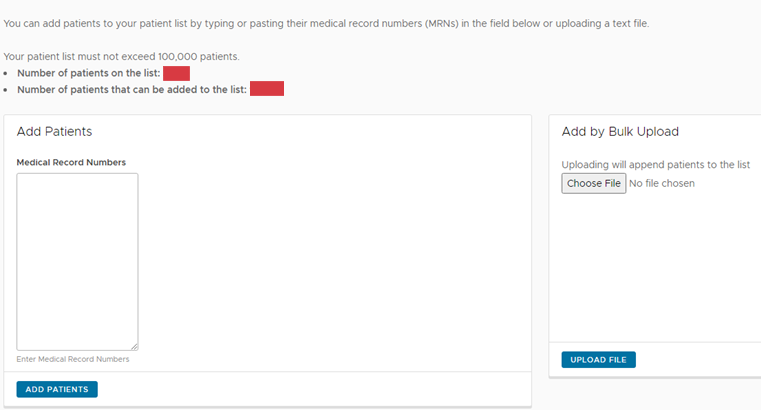 You can add patients to your patient list by typing or pasting their medical record numbers (MRNs) in the field below or uploading a text file.
Your patient list must not exceed 100,000 patients.
• Number of patients on the list:
• Number of patients that can be added to the list:
Add Patients
Medical Record Numbers
Enter Medical Record Numbers
ADD PATIENTS
Add by Bulk Upload
Uploading will append patients to the list
Choose File No file chosen
UPLOAD FILE